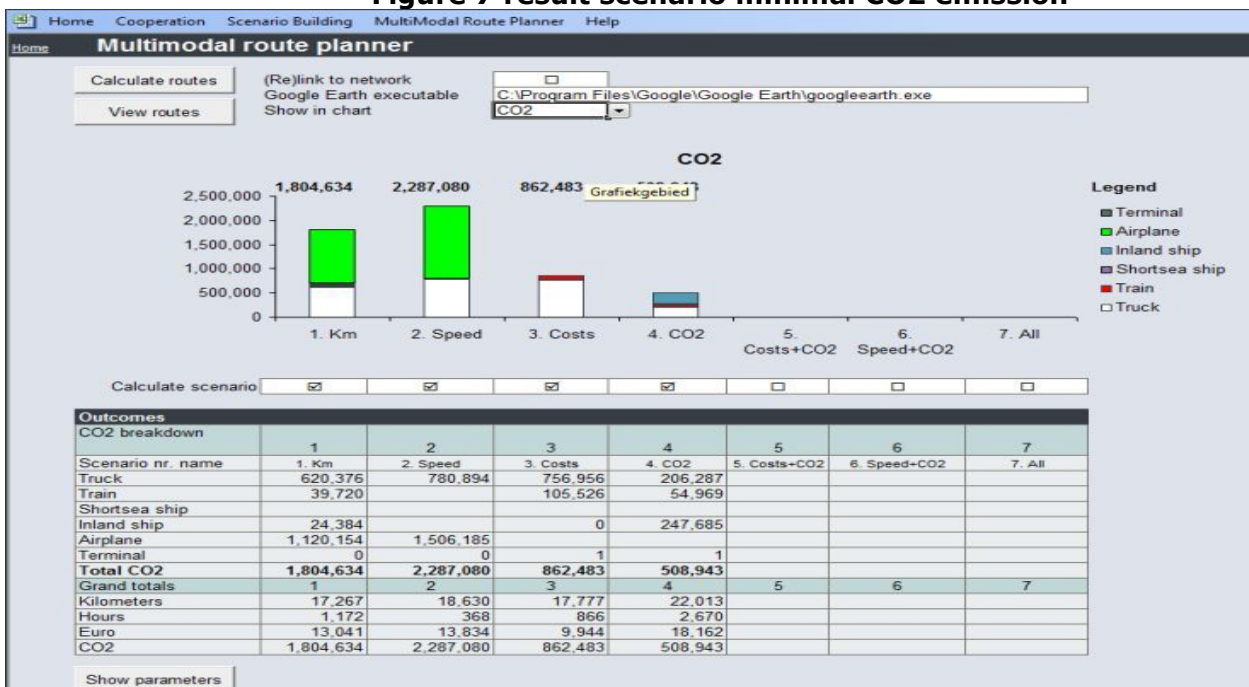 Figure 7 result scenario minimal CO2 emission
Home Cooperation Scenario Building MultiModal Route Planner Help
Home Multimodal route planner
Calculate routes (Re)link to network
Google Earth executable C:\Program Files\Google\Google Earth\googleearth.exe
View routes Show in chart CO2
CO2
1,804,634 2,287,080 862,483 Grafiekgebied
Legend
2,500,000
2,000,000
1,500,000
1,000,000
500,000
0
Terminal
Airplane
Inland ship
Shortsea ship
Train
Truck
1. Km 2. Speed 3. Costs 4. CO2 5. Costs+CO2 6. Speed+CO2 7. All
Calculate scenario
Outcomes
CO2 breakdown
1 2 3 4 5 6 7
Scenario nr. name 1. Km 2. Speed 3. Costs 4. CO2 5. Costs+CO2 6. Speed+CO2 7. All
Truck 620,376 780,894 756,956 206,287
Train 39,720 105,526 54,969
Shortsea ship
Inland ship 24,384 0 247,685
Airplane 1,120,154 1,506,185
Terminal 0 0 1 1
Total CO2 1,804,634 2,287,080 862,483 508,943
Grand totals 1 2 3 4 5 6 7
Kilometers 17,267 18,630 17,777 22,013
Hours 1,172 368 866 2,670
Euro 13,041 13,834 9,944 18,162
CO2 1,804,634 2,287,080 862,483 508,943
Show parameters